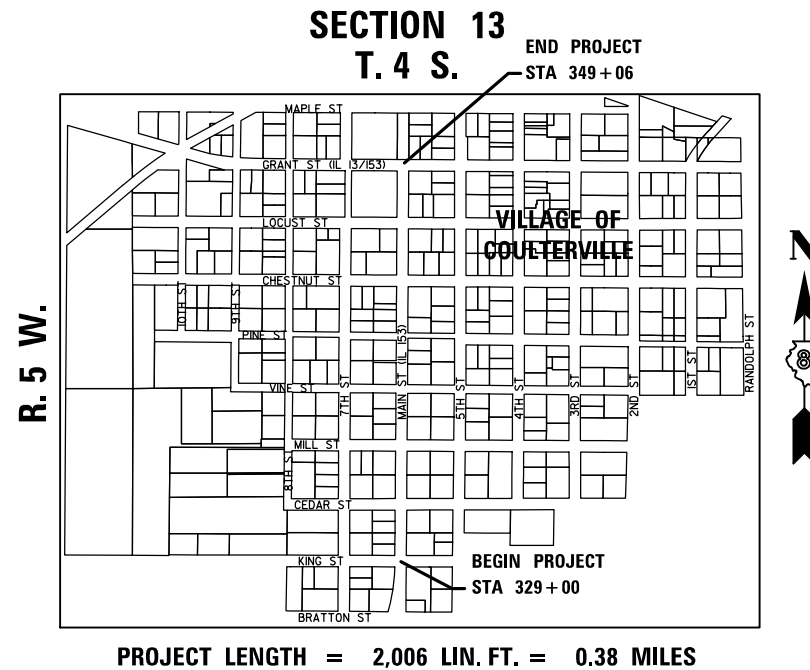 SECTION 13
T. 4 S.
END PROJECT
STA 349+06
MAPLE ST
GRANT ST (IL 13/153)
LOCUST ST
VILLAGE OF
COULTERVILLE
N
CHESTNUT ST
10TH ST
9TH ST
PINE ST
R. 5 W.
VINE ST
7TH ST
MAIN ST (IL 153)
5TH ST
4TH ST
3RD ST
2ND ST
1ST ST
RANDOLPH ST
MILL ST
8TH ST
CEDAR ST
KING ST
BEGIN PROJECT
STA 329+00
BRATTON ST
PROJECT LENGTH = 2,006 LIN. FT. = 0.38 MILES